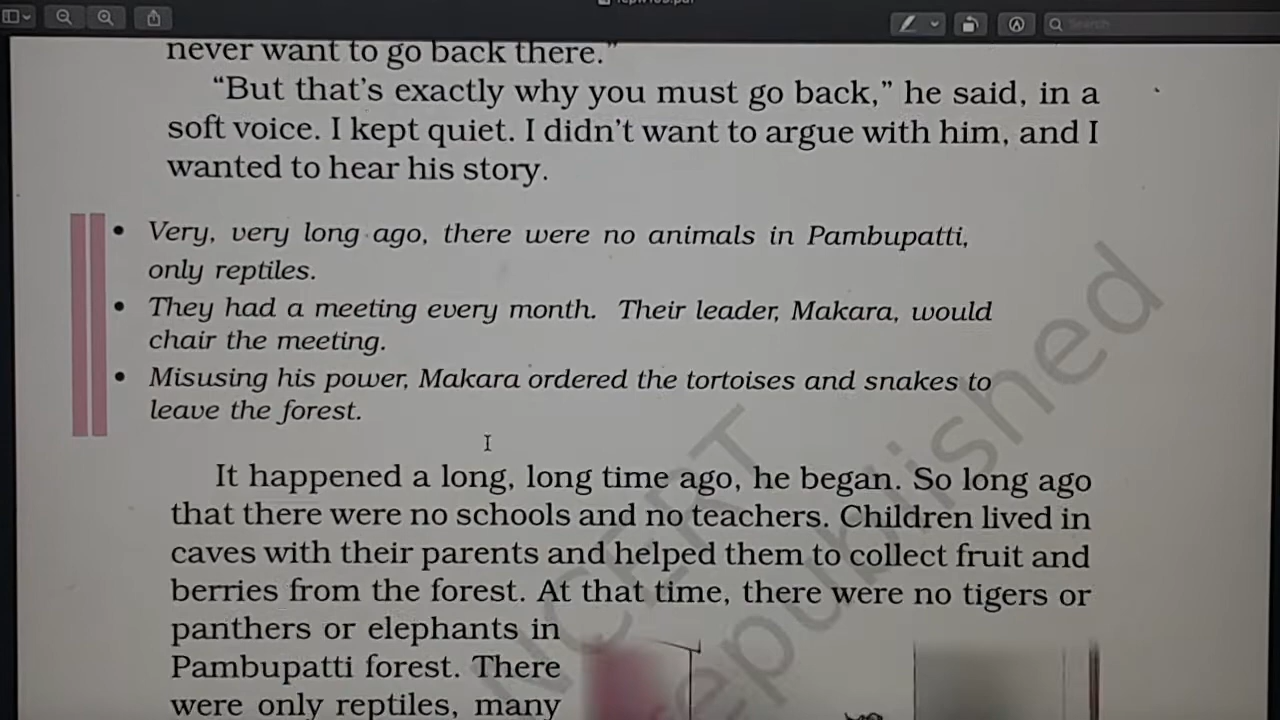 never want to go back there.”
“But that’s exactly why you must go back,” he said, in a
soft voice. I kept quiet. I didn’t want to argue with him, and I
wanted to hear his story.
• Very, very long ago, there were no animals in Pambupatti,
only reptiles.
• They had a meeting every month. Their leader, Makara, would
chair the meeting.
• Misusing his power, Makara ordered the tortoises and snakes to
leave the forest.
It happened a long, long time ago, he began. So long ago
that there were no schools and no teachers. Children lived in
caves with their parents and helped them to collect fruit and
berries from the forest. At that time, there were no tigers or
panthers or elephants in
Pambupatti forest. There
were only reptiles, many
Search
NCERT
republished